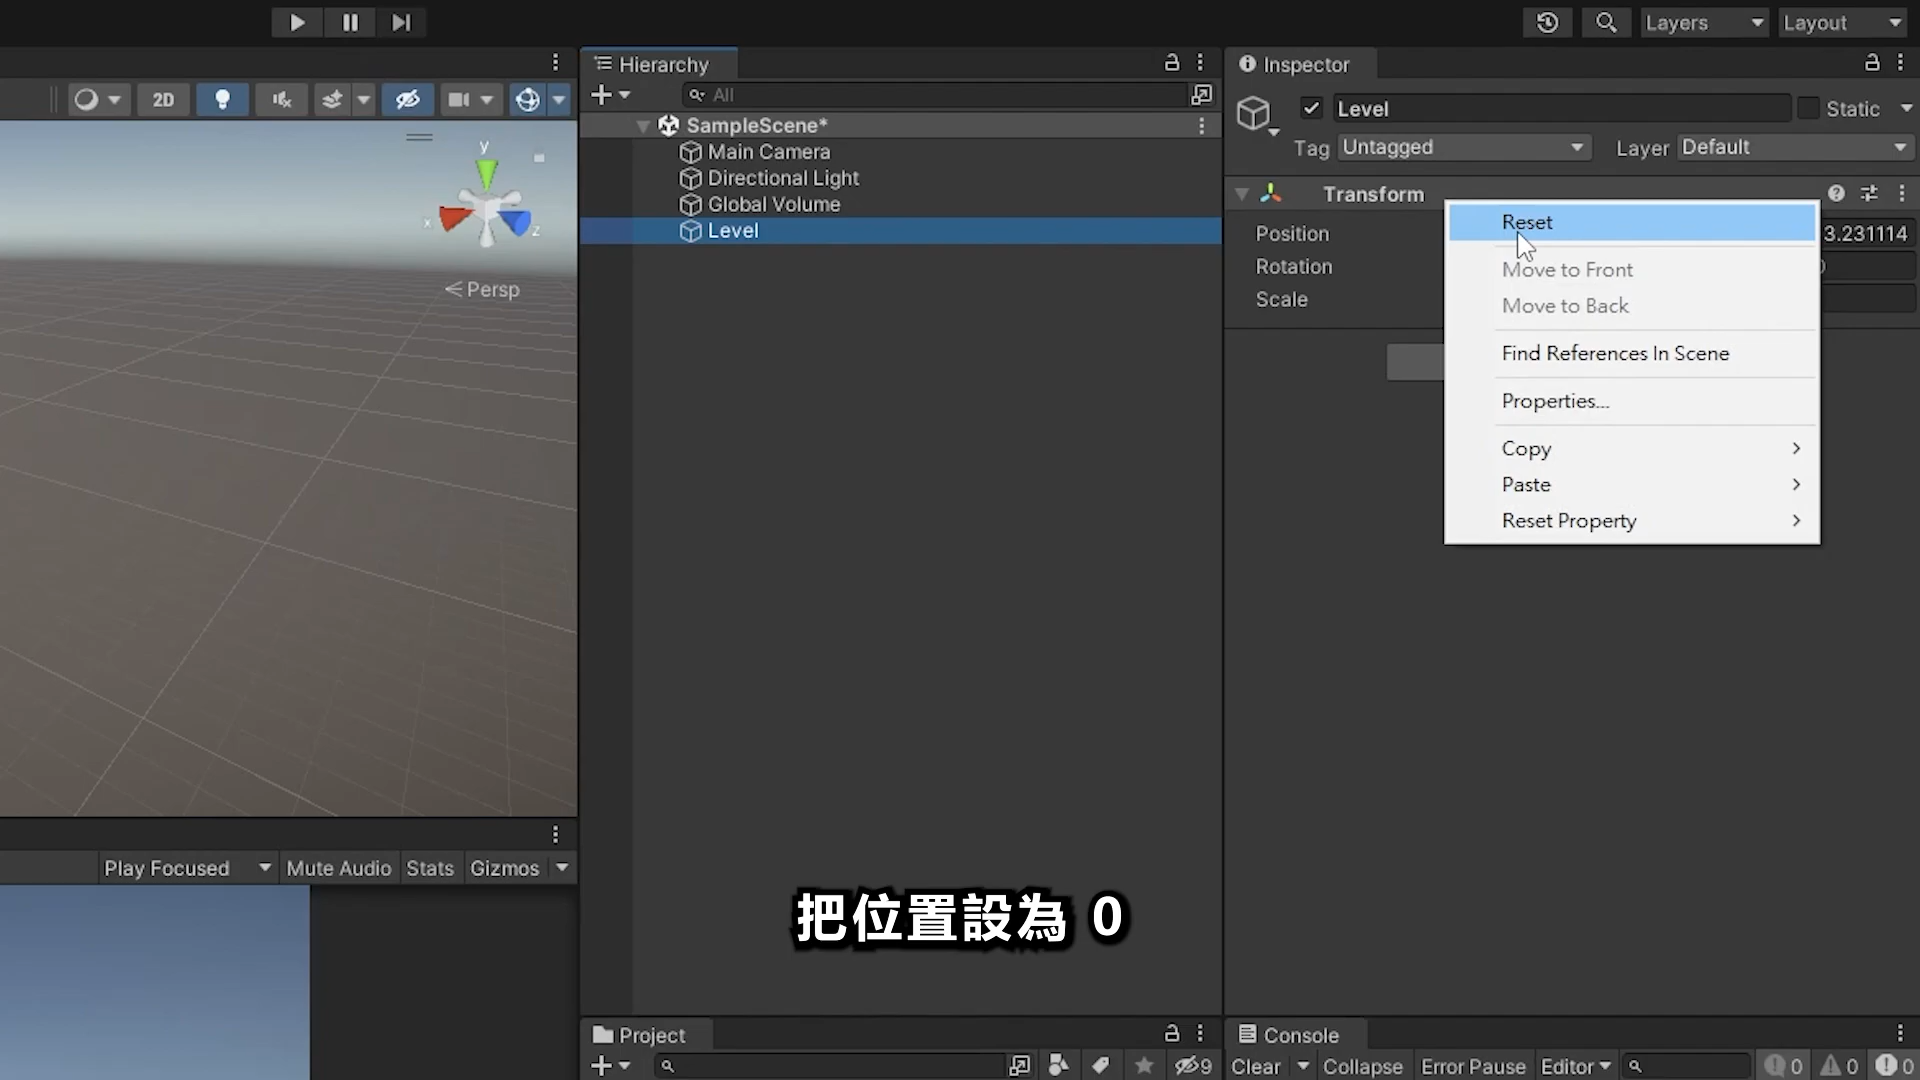 Layers
Layout
2D
y
x
z
< Persp
Play Focused
Mute Audio
Stats
Gizmos
Hierarchy
All
SampleScene*
Main Camera
Directional Light
Global Volume
Level
Inspector
Level
Static
Tag
Untagged
Layer
Default
Transform
Position
3.231114
Rotation
Scale
Reset
Move to Front
Move to Back
Find References In Scene
Properties...
Copy
Paste
Reset Property
把位置設為 0
Project
9
Console
Clear
Collapse
Error Pause
Editor
0
0
0